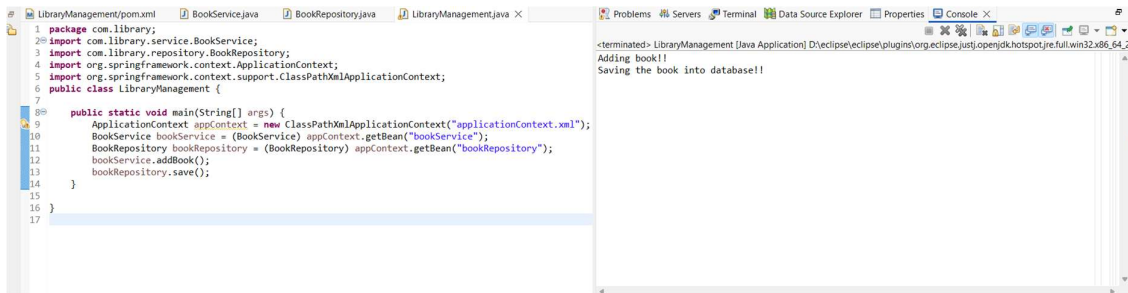 LibraryManagement/pom.xml BookService.java BookRepository.java LibraryManagement.java
1 package com.library;
2 import com.library.service.BookService;
3 import com.library.repository.BookRepository;
4 import org.springframework.context.ApplicationContext;
5 import org.springframework.context.support.ClassPathXmlApplicationContext;
6 public class LibraryManagement {
7
8 public static void main(String[] args) {
9 ApplicationContext appContext = new ClassPathXmlApplicationContext("applicationContext.xml");
10 BookService bookService = (BookService) appContext.getBean("bookService");
11 BookRepository bookRepository = (BookRepository) appContext.getBean("bookRepository");
12 bookService.addBook();
13 bookRepository.save();
14 }
15
16 }
17
Problems Servers Terminal Data Source Explorer Properties Console
<terminated> LibraryManagement [Java Application] D:\eclipse\eclipse\plugins\org.eclipse.justj.openjdk.hotspot.jre.full.win32.x86_64_2
Adding book!!
Saving the book into database!!